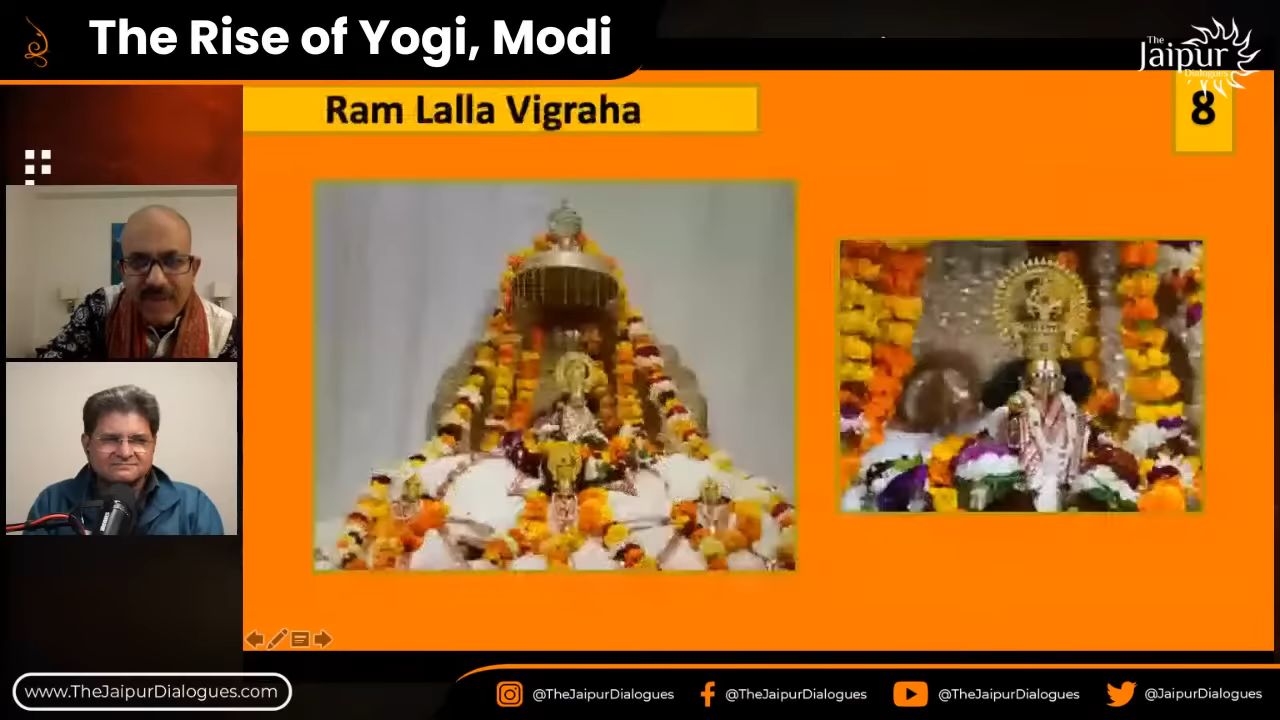 The Rise of Yogi, Modi
The
Jaipur
Dialogues
Ram Lalla Vigraha
8
www.TheJaipurDialogues.com
@TheJaipurDialogues
@TheJaipurDialogues
@TheJaipurDialogues
@JaipurDialogues